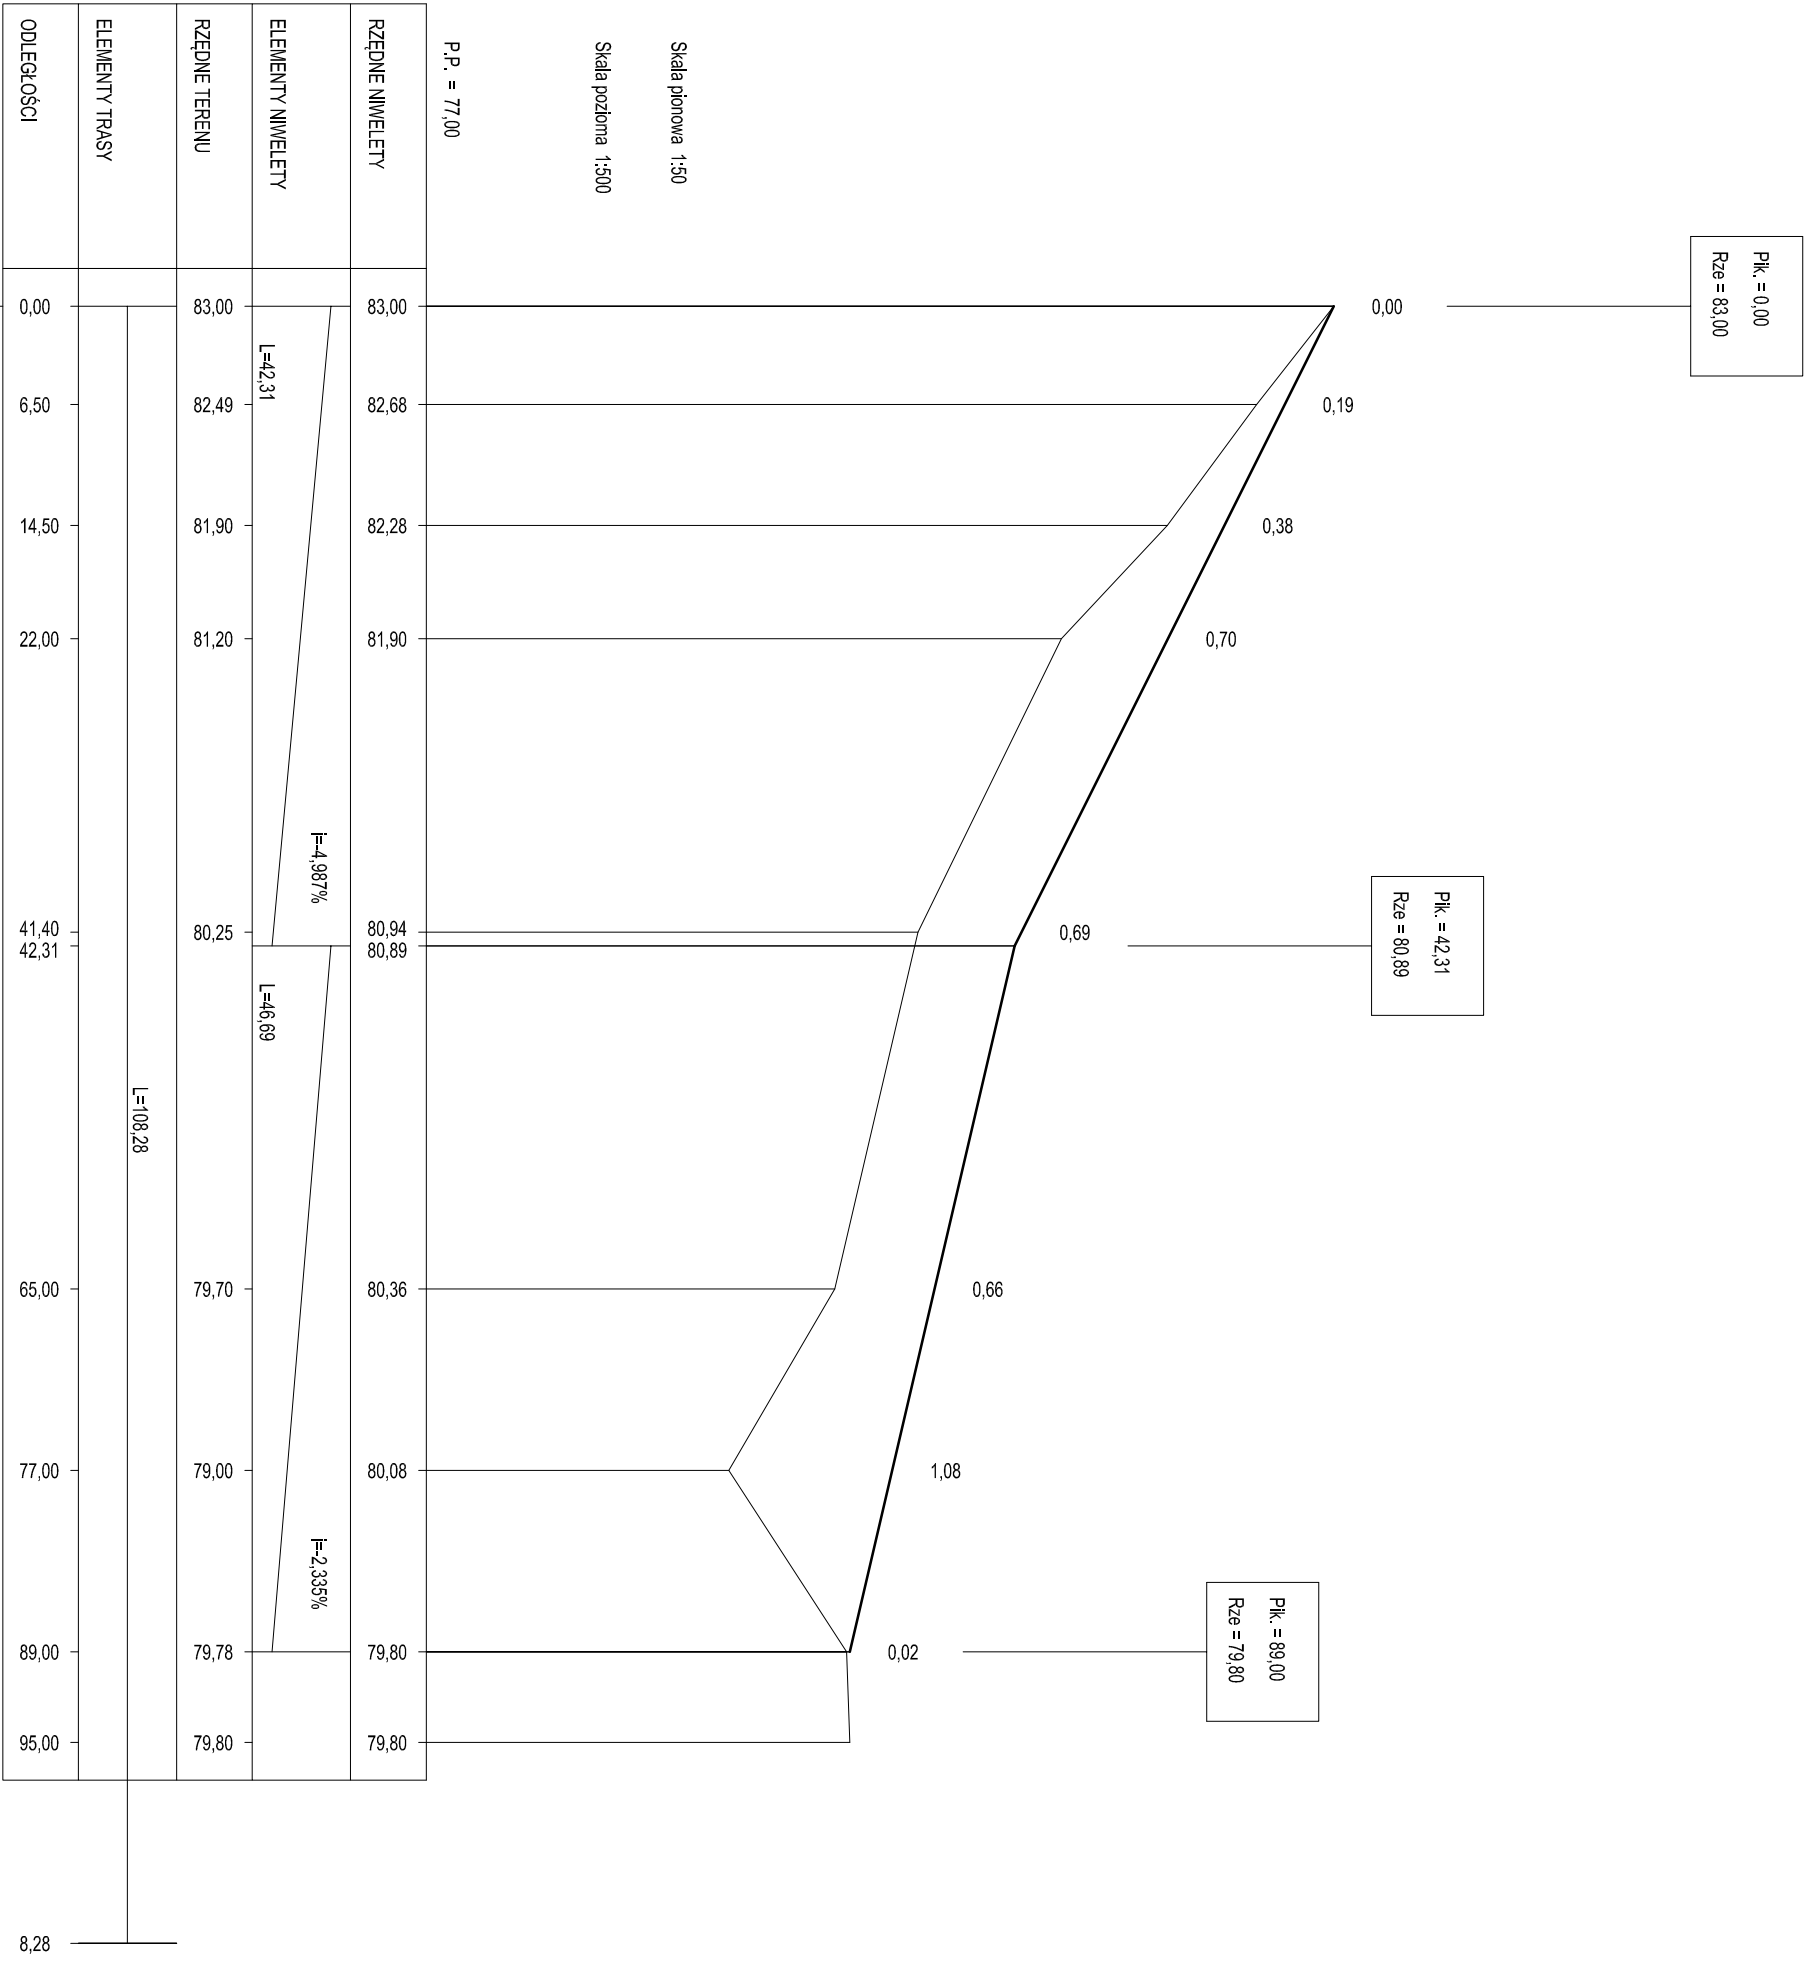 Pik. = 0,00
Rze = 83,00
Pik. = 42,31
Rze = 80,89
Pik. = 89,00
Rze = 79,80
0,00
0,19
0,38
0,70
0,69
0,66
1,08
0,02
Skala pionowa 1:50
Skala pozioma 1:500
P.P. = 77,00
RZĘDNE NIWELETY
83,00
82,68
82,28
81,90
80,94
80,89
80,36
80,08
79,80
79,80
ELEMENTY NIWELETY
L=42,31
i=-4,987%
L=46,69
i=-2,335%
RZĘDNE TERENU
83,00
82,49
81,90
81,20
80,25
79,70
79,00
79,78
79,80
ELEMENTY TRASY
L=108,28
ODLEGŁOŚCI
0,00
6,50
14,50
22,00
41,40
42,31
65,00
77,00
89,00
95,00
8,28